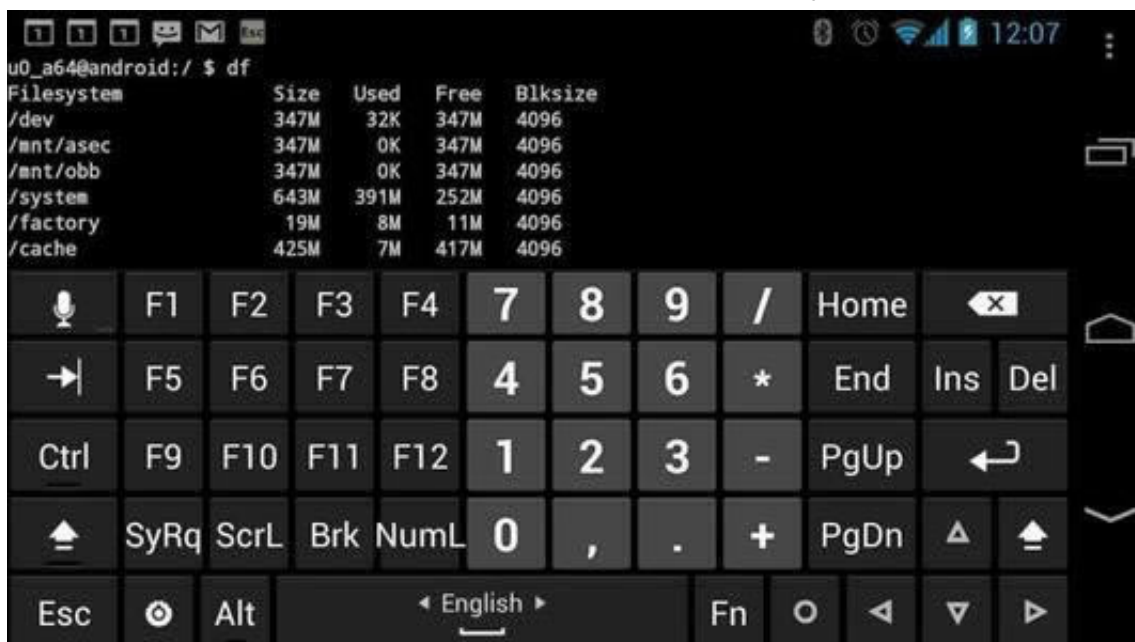 1 1 1 Esc 12:07
u0_a64@android:/ $ df
Filesystem Size Used Free Blksize
/dev 347M 32K 347M 4096
/mnt/asec 347M 0K 347M 4096
/mnt/obb 347M 0K 347M 4096
/system 643M 391M 252M 4096
/factory 19M 8M 11M 4096
/cache 425M 7M 417M 4096
F1 F2 F3 F4 7 8 9 / Home
F5 F6 F7 F8 4 5 6 * End Ins Del
Ctrl F9 F10 F11 F12 1 2 3 - PgUp
SyRq ScrL Brk NumL 0 , . + PgDn
Esc Alt English Fn